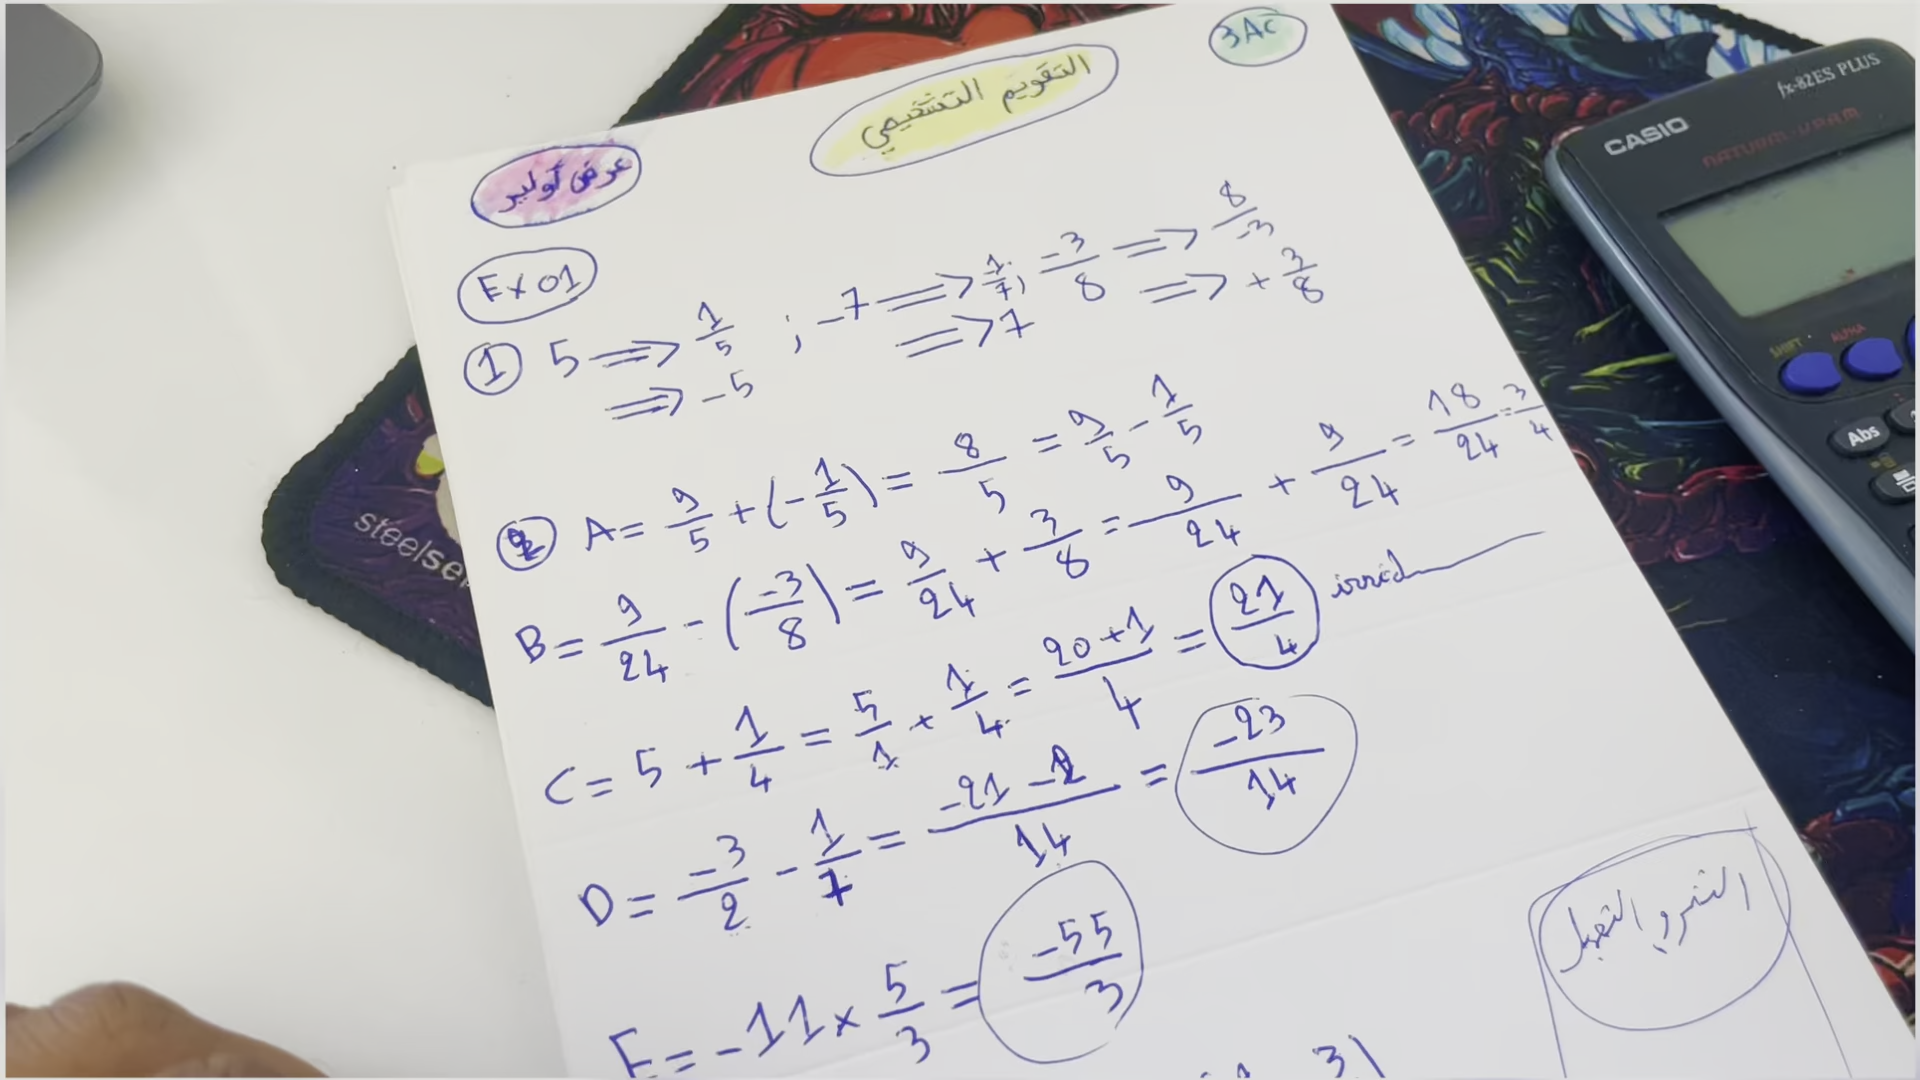 3AC
التقويم التشخيصي
عرض أولير
Ex 01
① 5 ⟹ 1/5 ; -7 ⟹ 1/7, -3/8 ⟹ 8/-3
⟹ -5 ⟹ 7 ⟹ + 3/8
② A = 9/5 + (-1/5) = 8/5 = 9/5 - 1/5
B = 9/24 - (-3/8) = 9/24 + 3/8 = 9/24 + 9/24 = 18/24 = 3/4
C = 5 + 1/4 = 5/1 + 1/4 = (20+1)/4 = 21/4 irréd
D = -3/2 - 1/7 = (-21 -2)/14 = -23/14
E = -11 × 5/3 = -55/3
3)
النشر و التعميل
steelse
CASIO
fx-82ES PLUS
NATURAL-V.P.A.M.
SHIFT
ALPHA
Abs